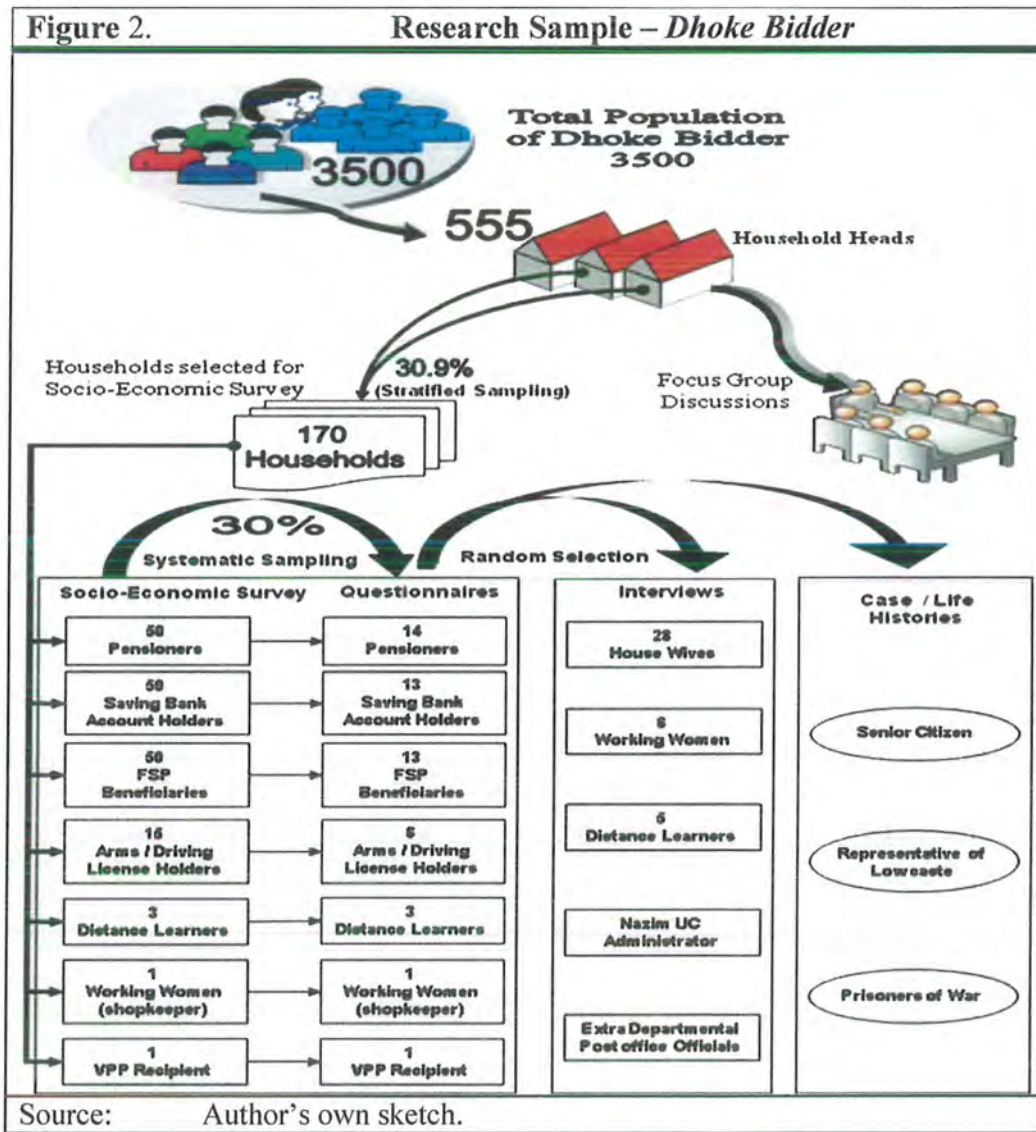 Figure 2. Research Sample – Dhoke Bidder
Total Population
of Dhoke Bidder
3500
3500
555
Household Heads
Households selected for
Socio-Economic Survey
30.9%
(Stratified Sampling)
Focus Group
Discussions
170
Households
30%
Systematic Sampling
Random Selection
Socio-Economic Survey
Questionnaires
Interviews
Case / Life
Histories
50
Pensioners
14
Pensioners
28
House Wives
50
Saving Bank
Account Holders
13
Saving Bank
Account Holders
6
Working Women
Senior Citizen
50
FSP
Beneficiaries
13
FSP
Beneficiaries
5
Distance Learners
15
Arms / Driving
License Holders
5
Arms / Driving
License Holders
Representative of
Lowcaste
3
Distance Learners
3
Distance Learners
Nazim UC
Administrator
1
Working Women
(shopkeeper)
1
Working Women
(shopkeeper)
Prisoners of War
1
VPP Recipient
1
VPP Recipient
Extra Departmental
Post office Officials
Source: Author's own sketch.